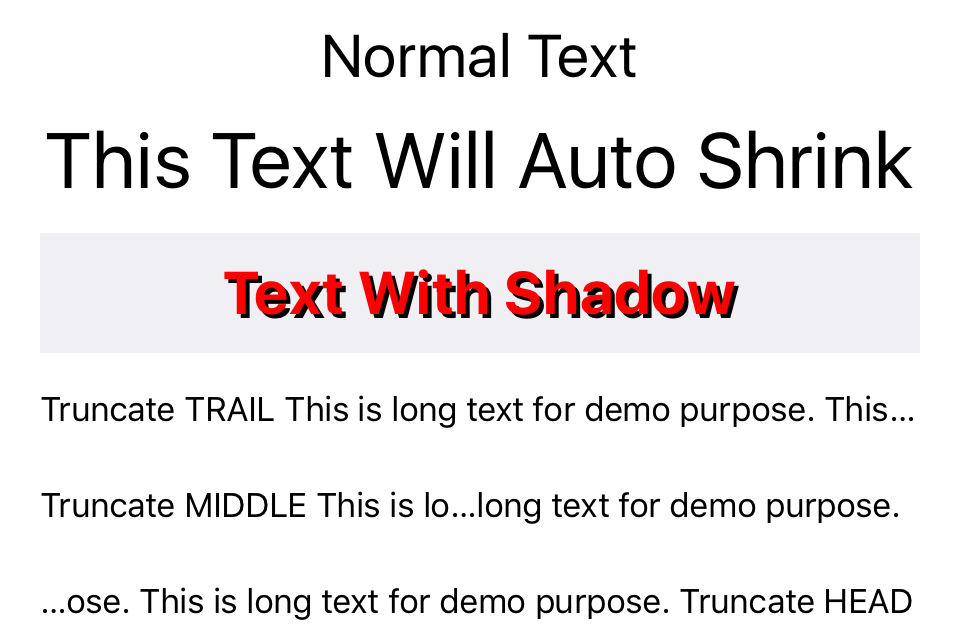 Normal Text
This Text Will Auto Shrink
Text With Shadow
Truncate TRAIL This is long text for demo purpose. This...
Truncate MIDDLE This is lo...long text for demo purpose.
...ose. This is long text for demo purpose. Truncate HEAD